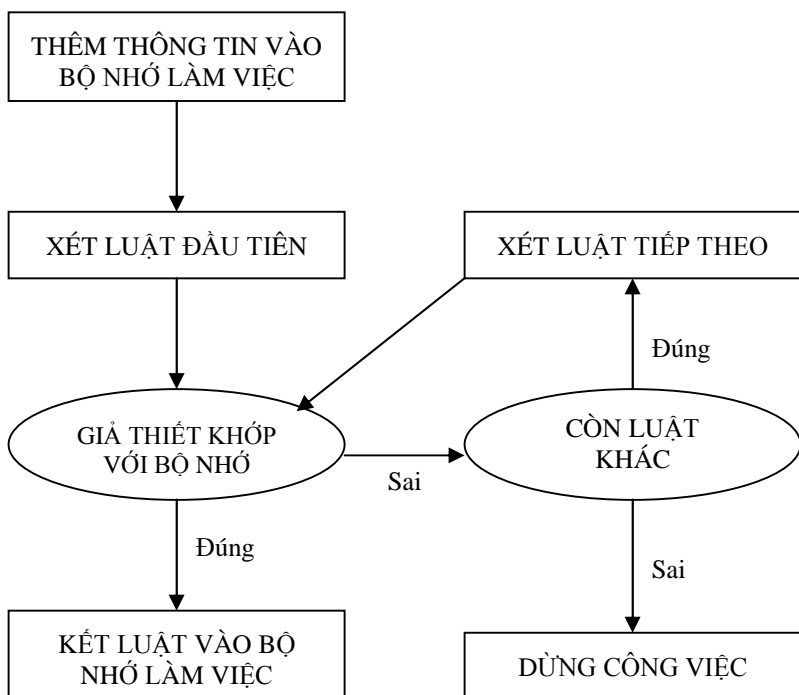 THÊM THÔNG TIN VÀO
BỘ NHỚ LÀM VIỆC
XÉT LUẬT ĐẦU TIÊN
XÉT LUẬT TIẾP THEO
Đúng
GIẢ THIẾT KHỚP
VỚI BỘ NHỚ
CÒN LUẬT
KHÁC
Sai
Đúng
Sai
KẾT LUẬT VÀO BỘ
NHỚ LÀM VIỆC
DỪNG CÔNG VIỆC